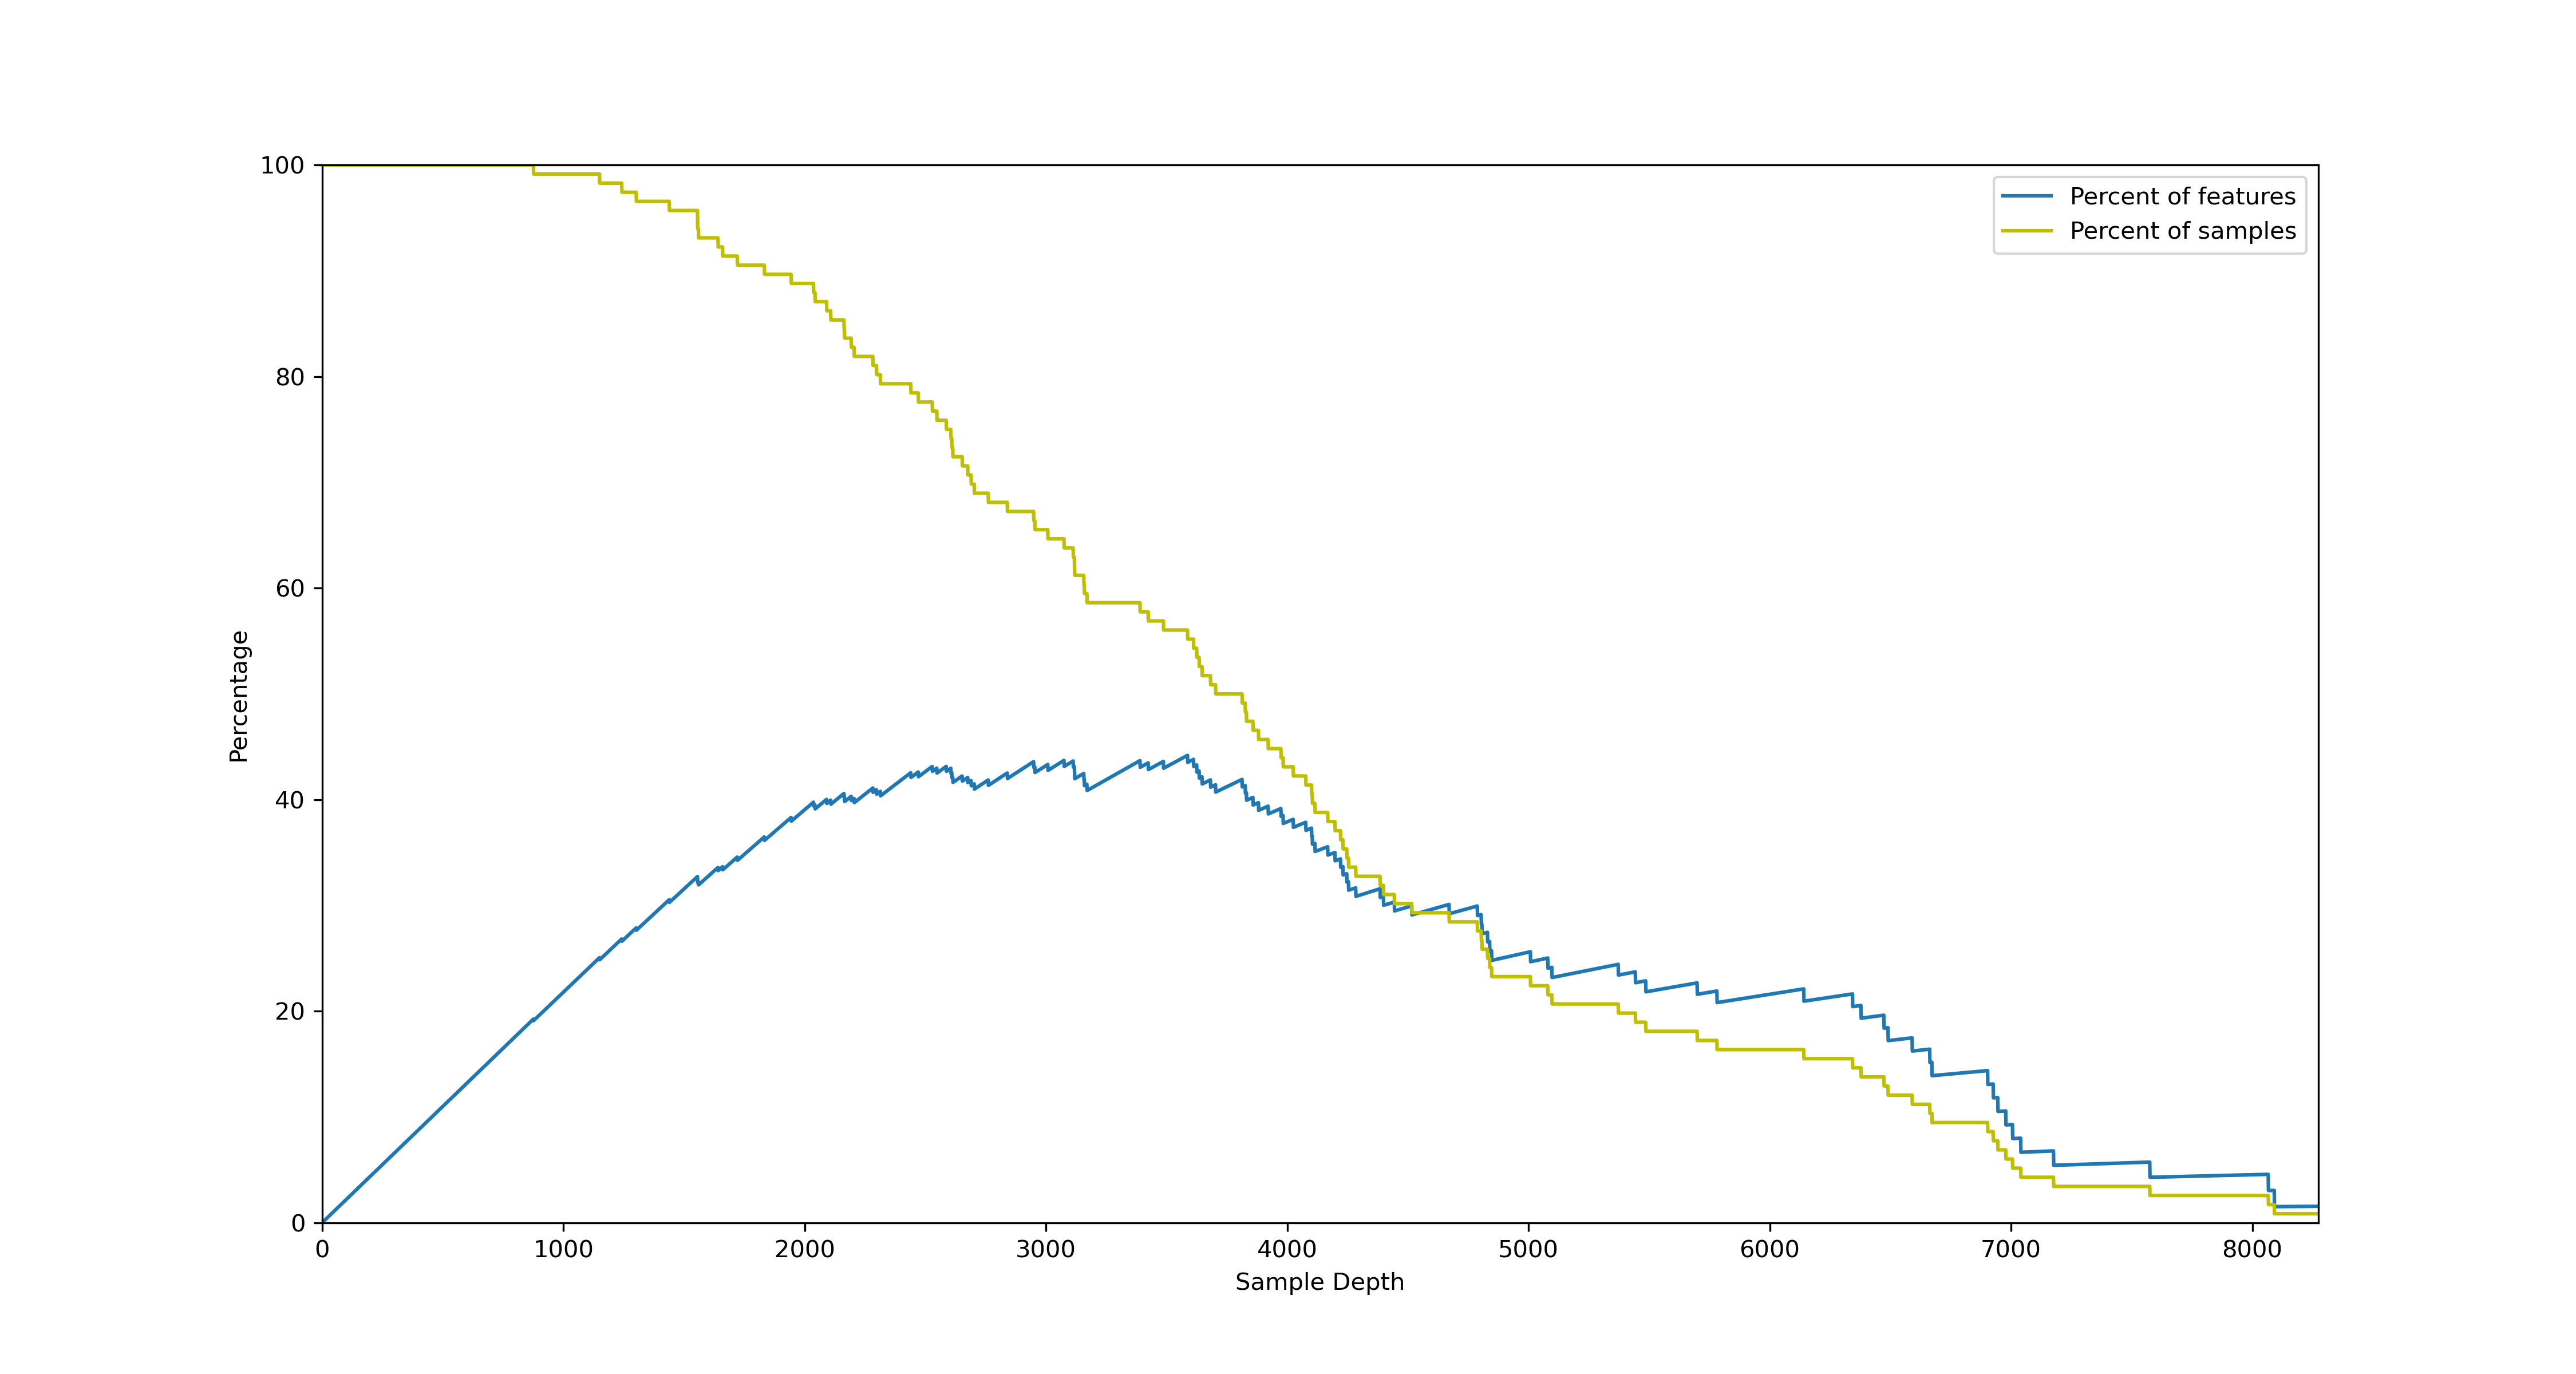 100
80
60
40
20
0
Percentage
Percent of features
Percent of samples
0 1000 2000 3000 4000 5000 6000 7000 8000
Sample Depth